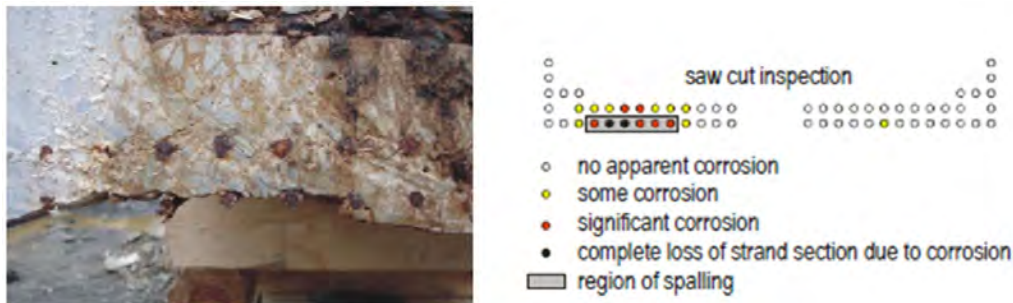 saw cut inspection
no apparent corrosion
some corrosion
significant corrosion
complete loss of strand section due to corrosion
region of spalling